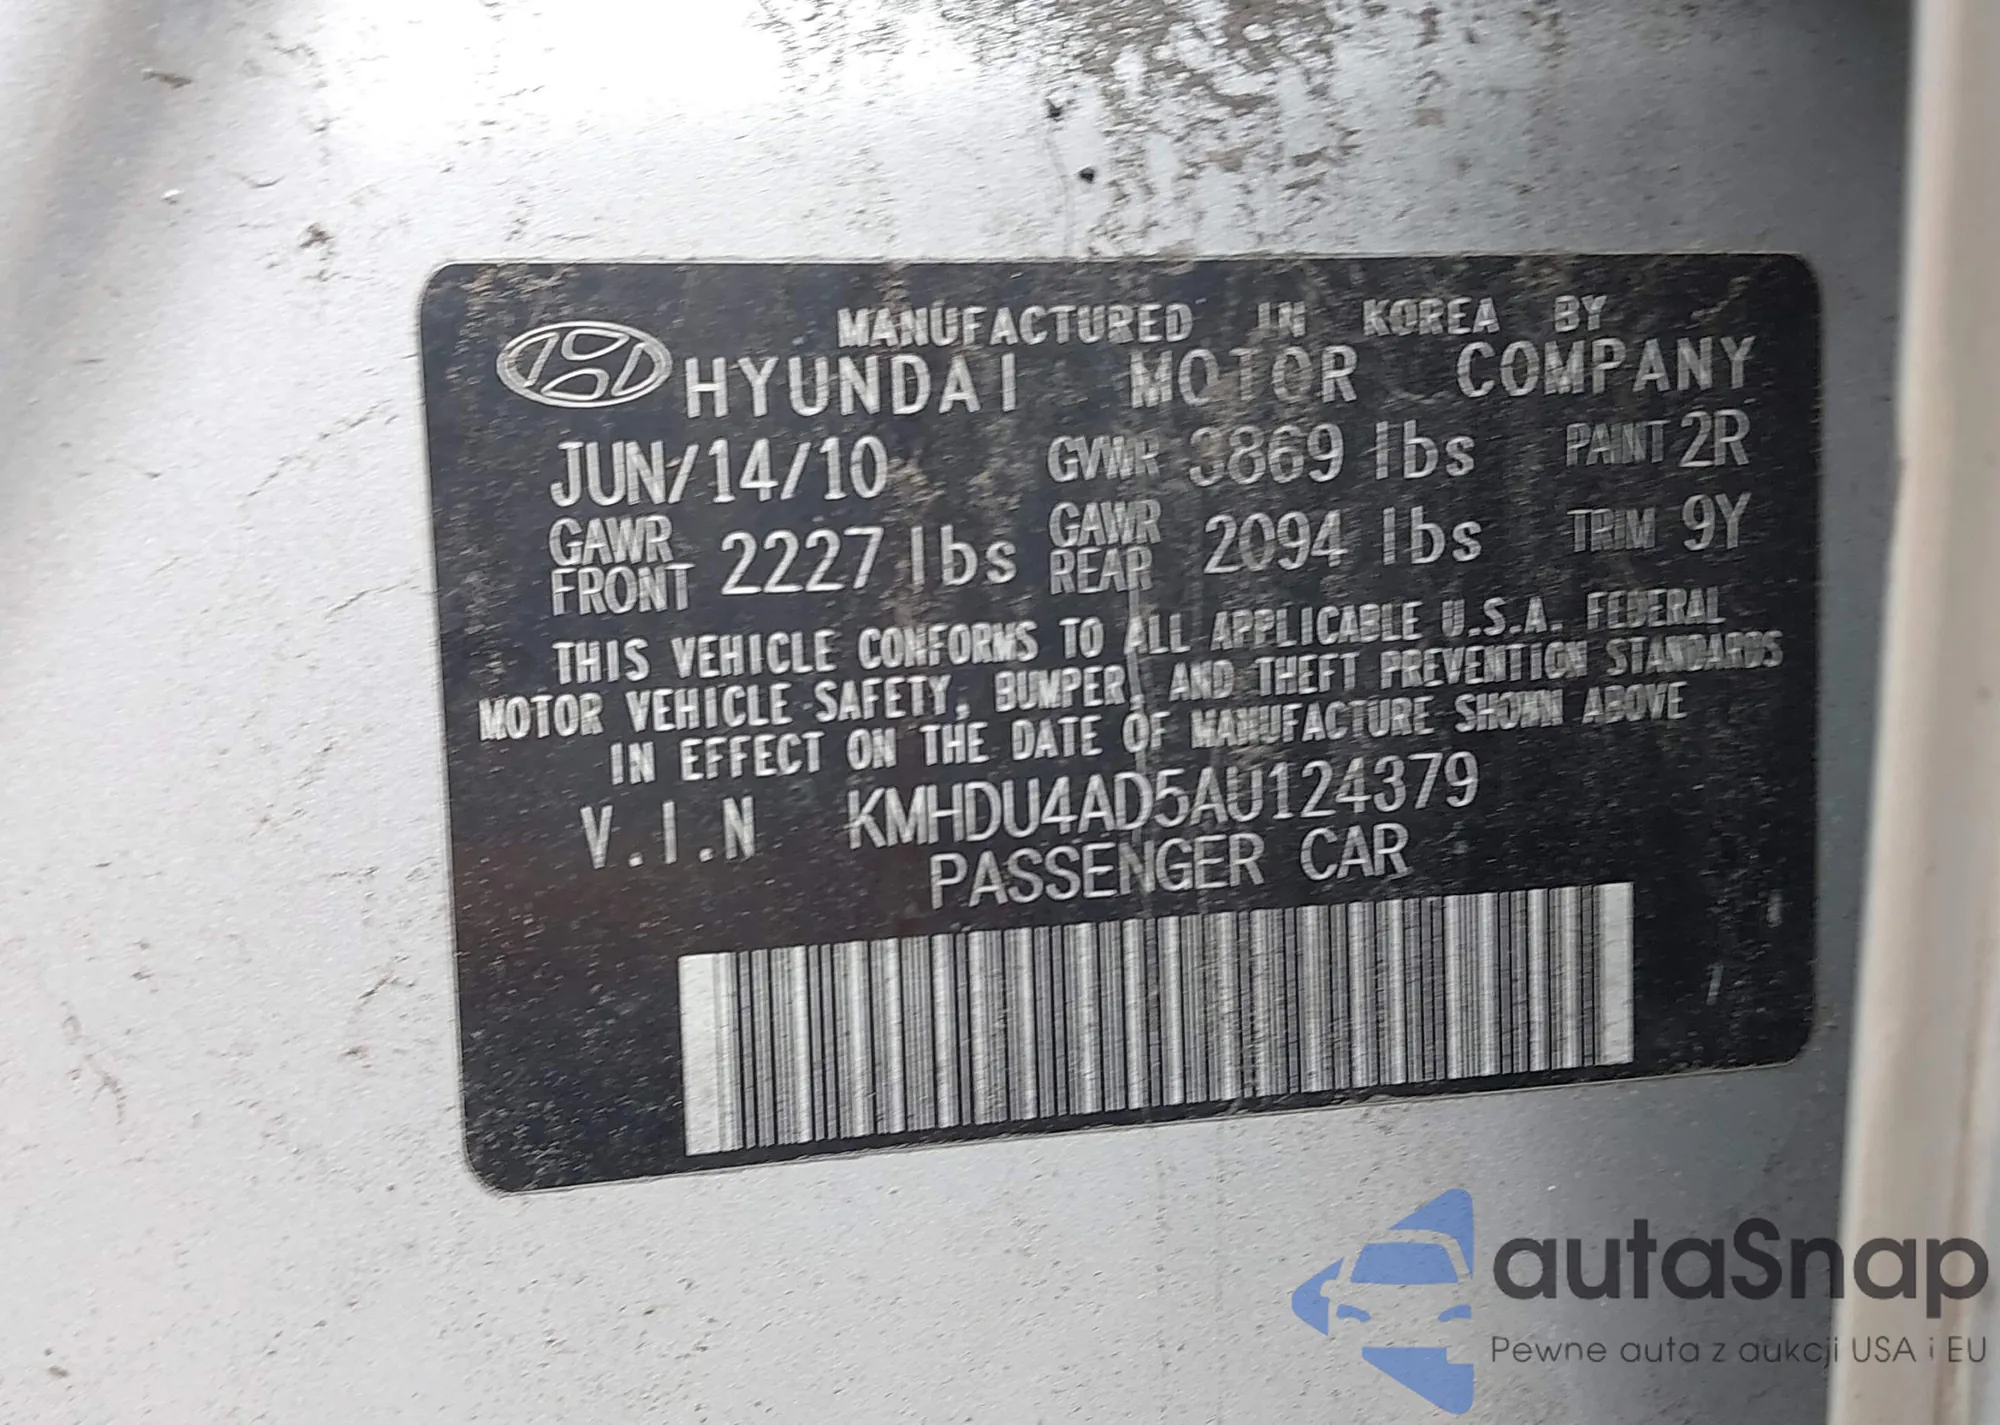 MANUFACTURED IN KOREA BY
HYUNDAI MOTOR COMPANY
JUN/14/10 GVWR 3869 lbs PAINT 2R
GAWR FRONT 2227 lbs GAWR REAR 2094 lbs TRIM 9Y
THIS VEHICLE CONFORMS TO ALL APPLICABLE U.S.A. FEDERAL
MOTOR VEHICLE SAFETY, BUMPER, AND THEFT PREVENTION STANDARDS
IN EFFECT ON THE DATE OF MANUFACTURE SHOWN ABOVE
V.I.N KMHDU4AD5AU124379
PASSENGER CAR
autaSnap
Pewne auta z aukcji USA i EU